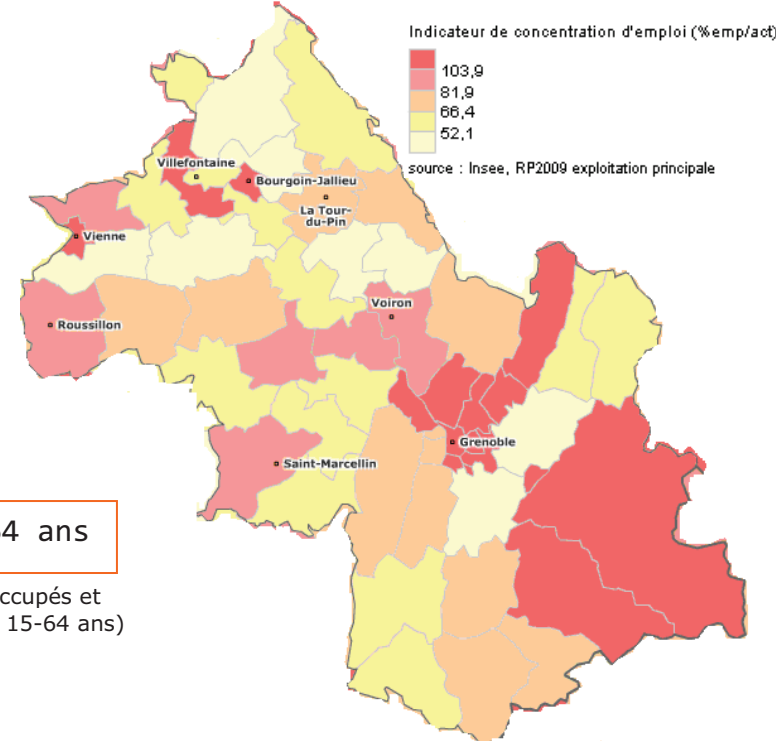 Indicateur de concentration d'emploi (%emp/act)
103,9
81,9
66,4
52,1
source : Insee, RP2009 exploitation principale
Villefontaine
Bourgoin-Jallieu
La Tour-
du-Pin
Vienne
Voiron
Roussillon
Grenoble
Saint-Marcellin
4 ans
ccupés et
15-64 ans)